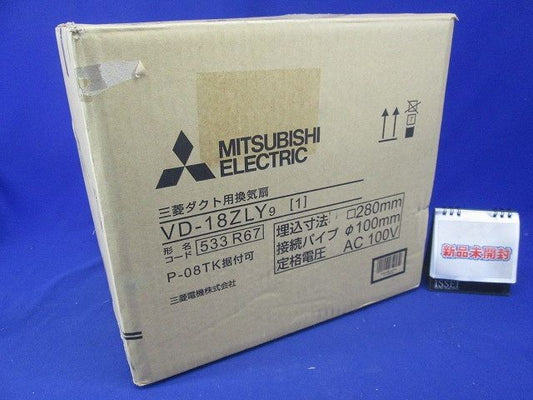 MITSUBISHI
ELECTRIC
三菱ダクト用換気扇
VD-18ZLY9 [1]
形名コード 533 R67
P-08TK据付可
三菱電機株式会社
埋込寸法 □280mm
接続パイプ φ100mm
定格電圧 AC 100V
新品未開封